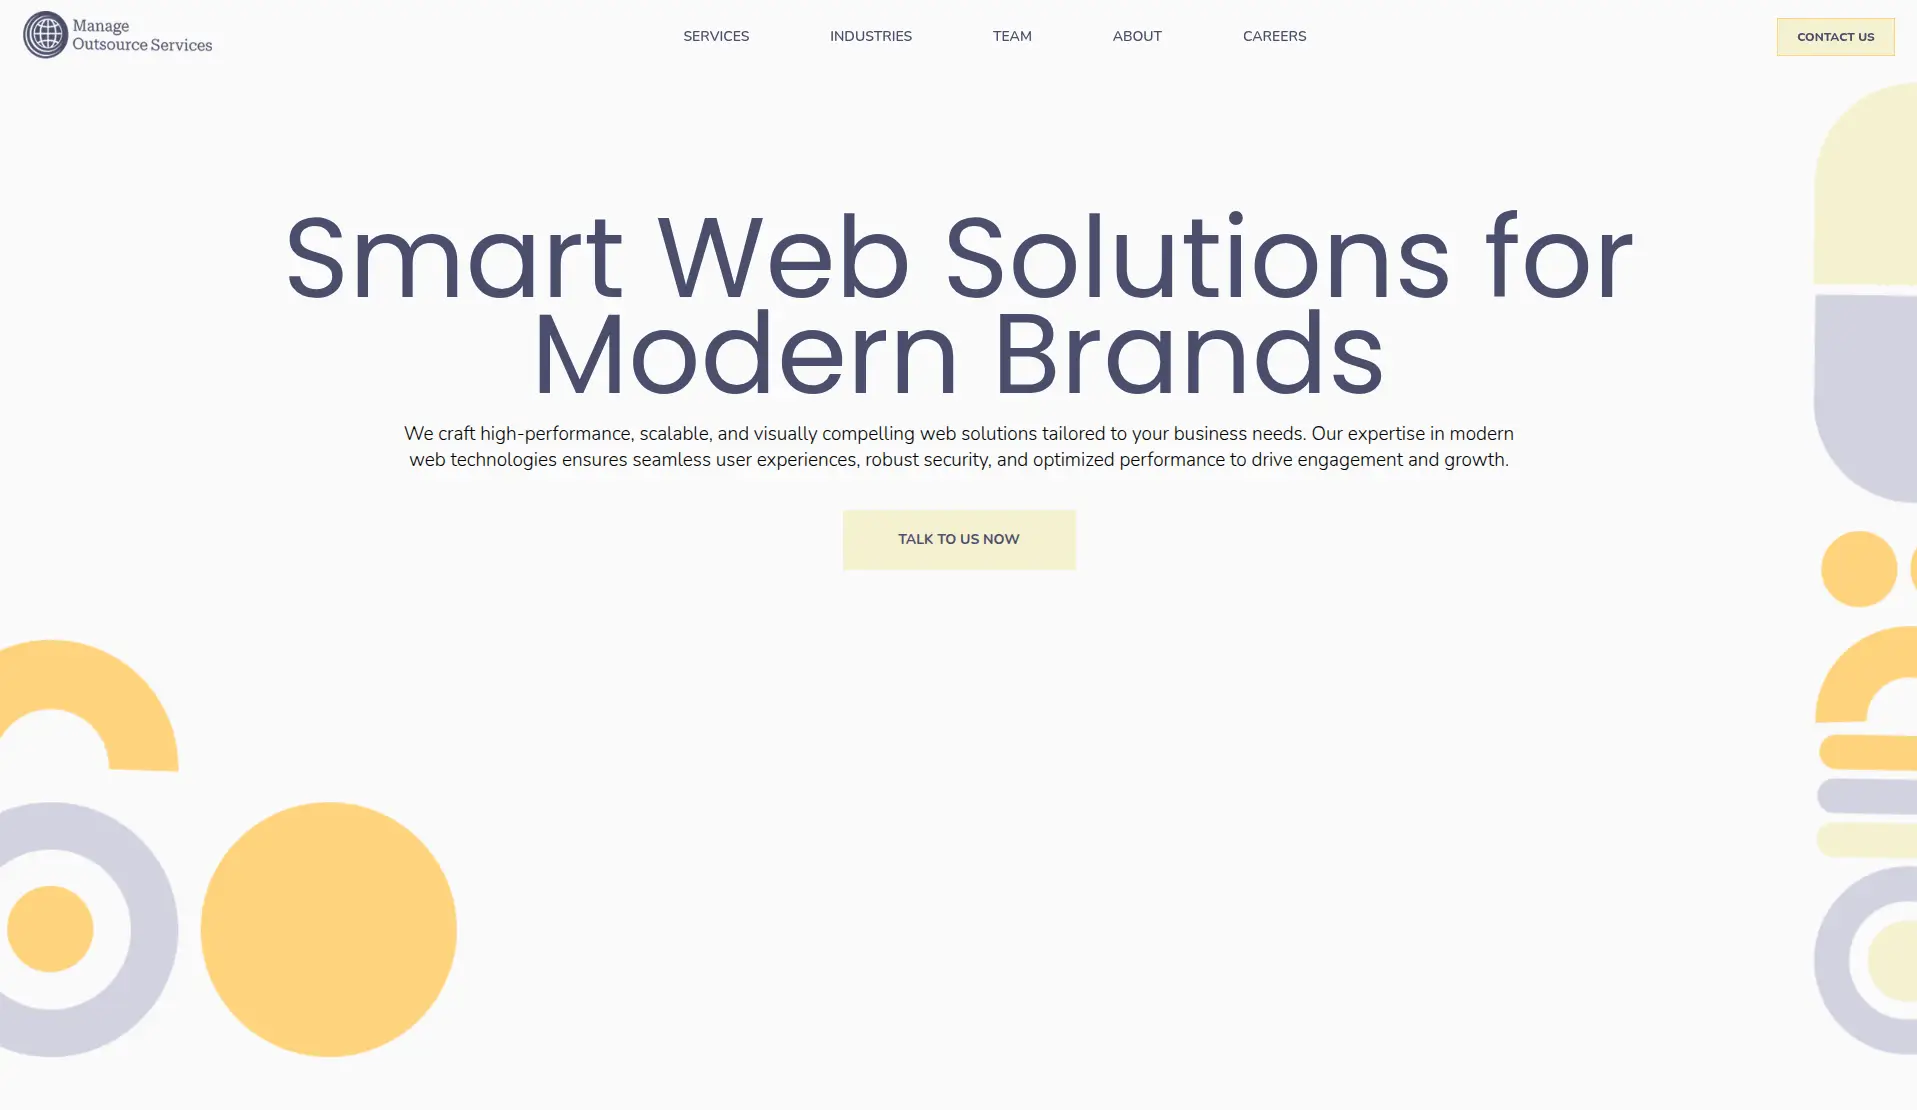 Manage
Outsource Services
SERVICES
INDUSTRIES
TEAM
ABOUT
CAREERS
CONTACT US
Smart Web Solutions for
Modern Brands
We craft high-performance, scalable, and visually compelling web solutions tailored to your business needs. Our expertise in modern
web technologies ensures seamless user experiences, robust security, and optimized performance to drive engagement and growth.
TALK TO US NOW